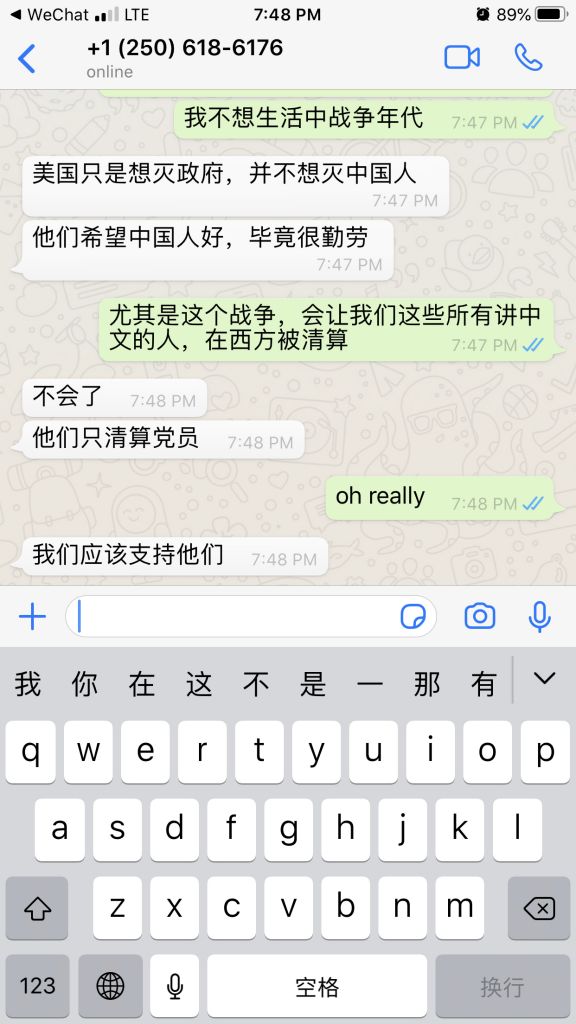 WeChat LTE 7:48 PM 89%
+1 (250) 618-6176
online
我不想生活中战争年代 7:47 PM
美国只是想灭政府，并不想灭中国人
7:47 PM
他们希望中国人好，毕竟很勤劳
7:47 PM
尤其是这个战争，会让我们这些所有讲中
文的人，在西方被清算 7:47 PM
不会了 7:48 PM
他们只清算党员 7:48 PM
oh really 7:48 PM
我们应该支持他们 7:48 PM
我 你 在 这 不 是 一 那 有
q w e r t y u i o p
a s d f g h j k l
z x c v b n m
123 空格 换行